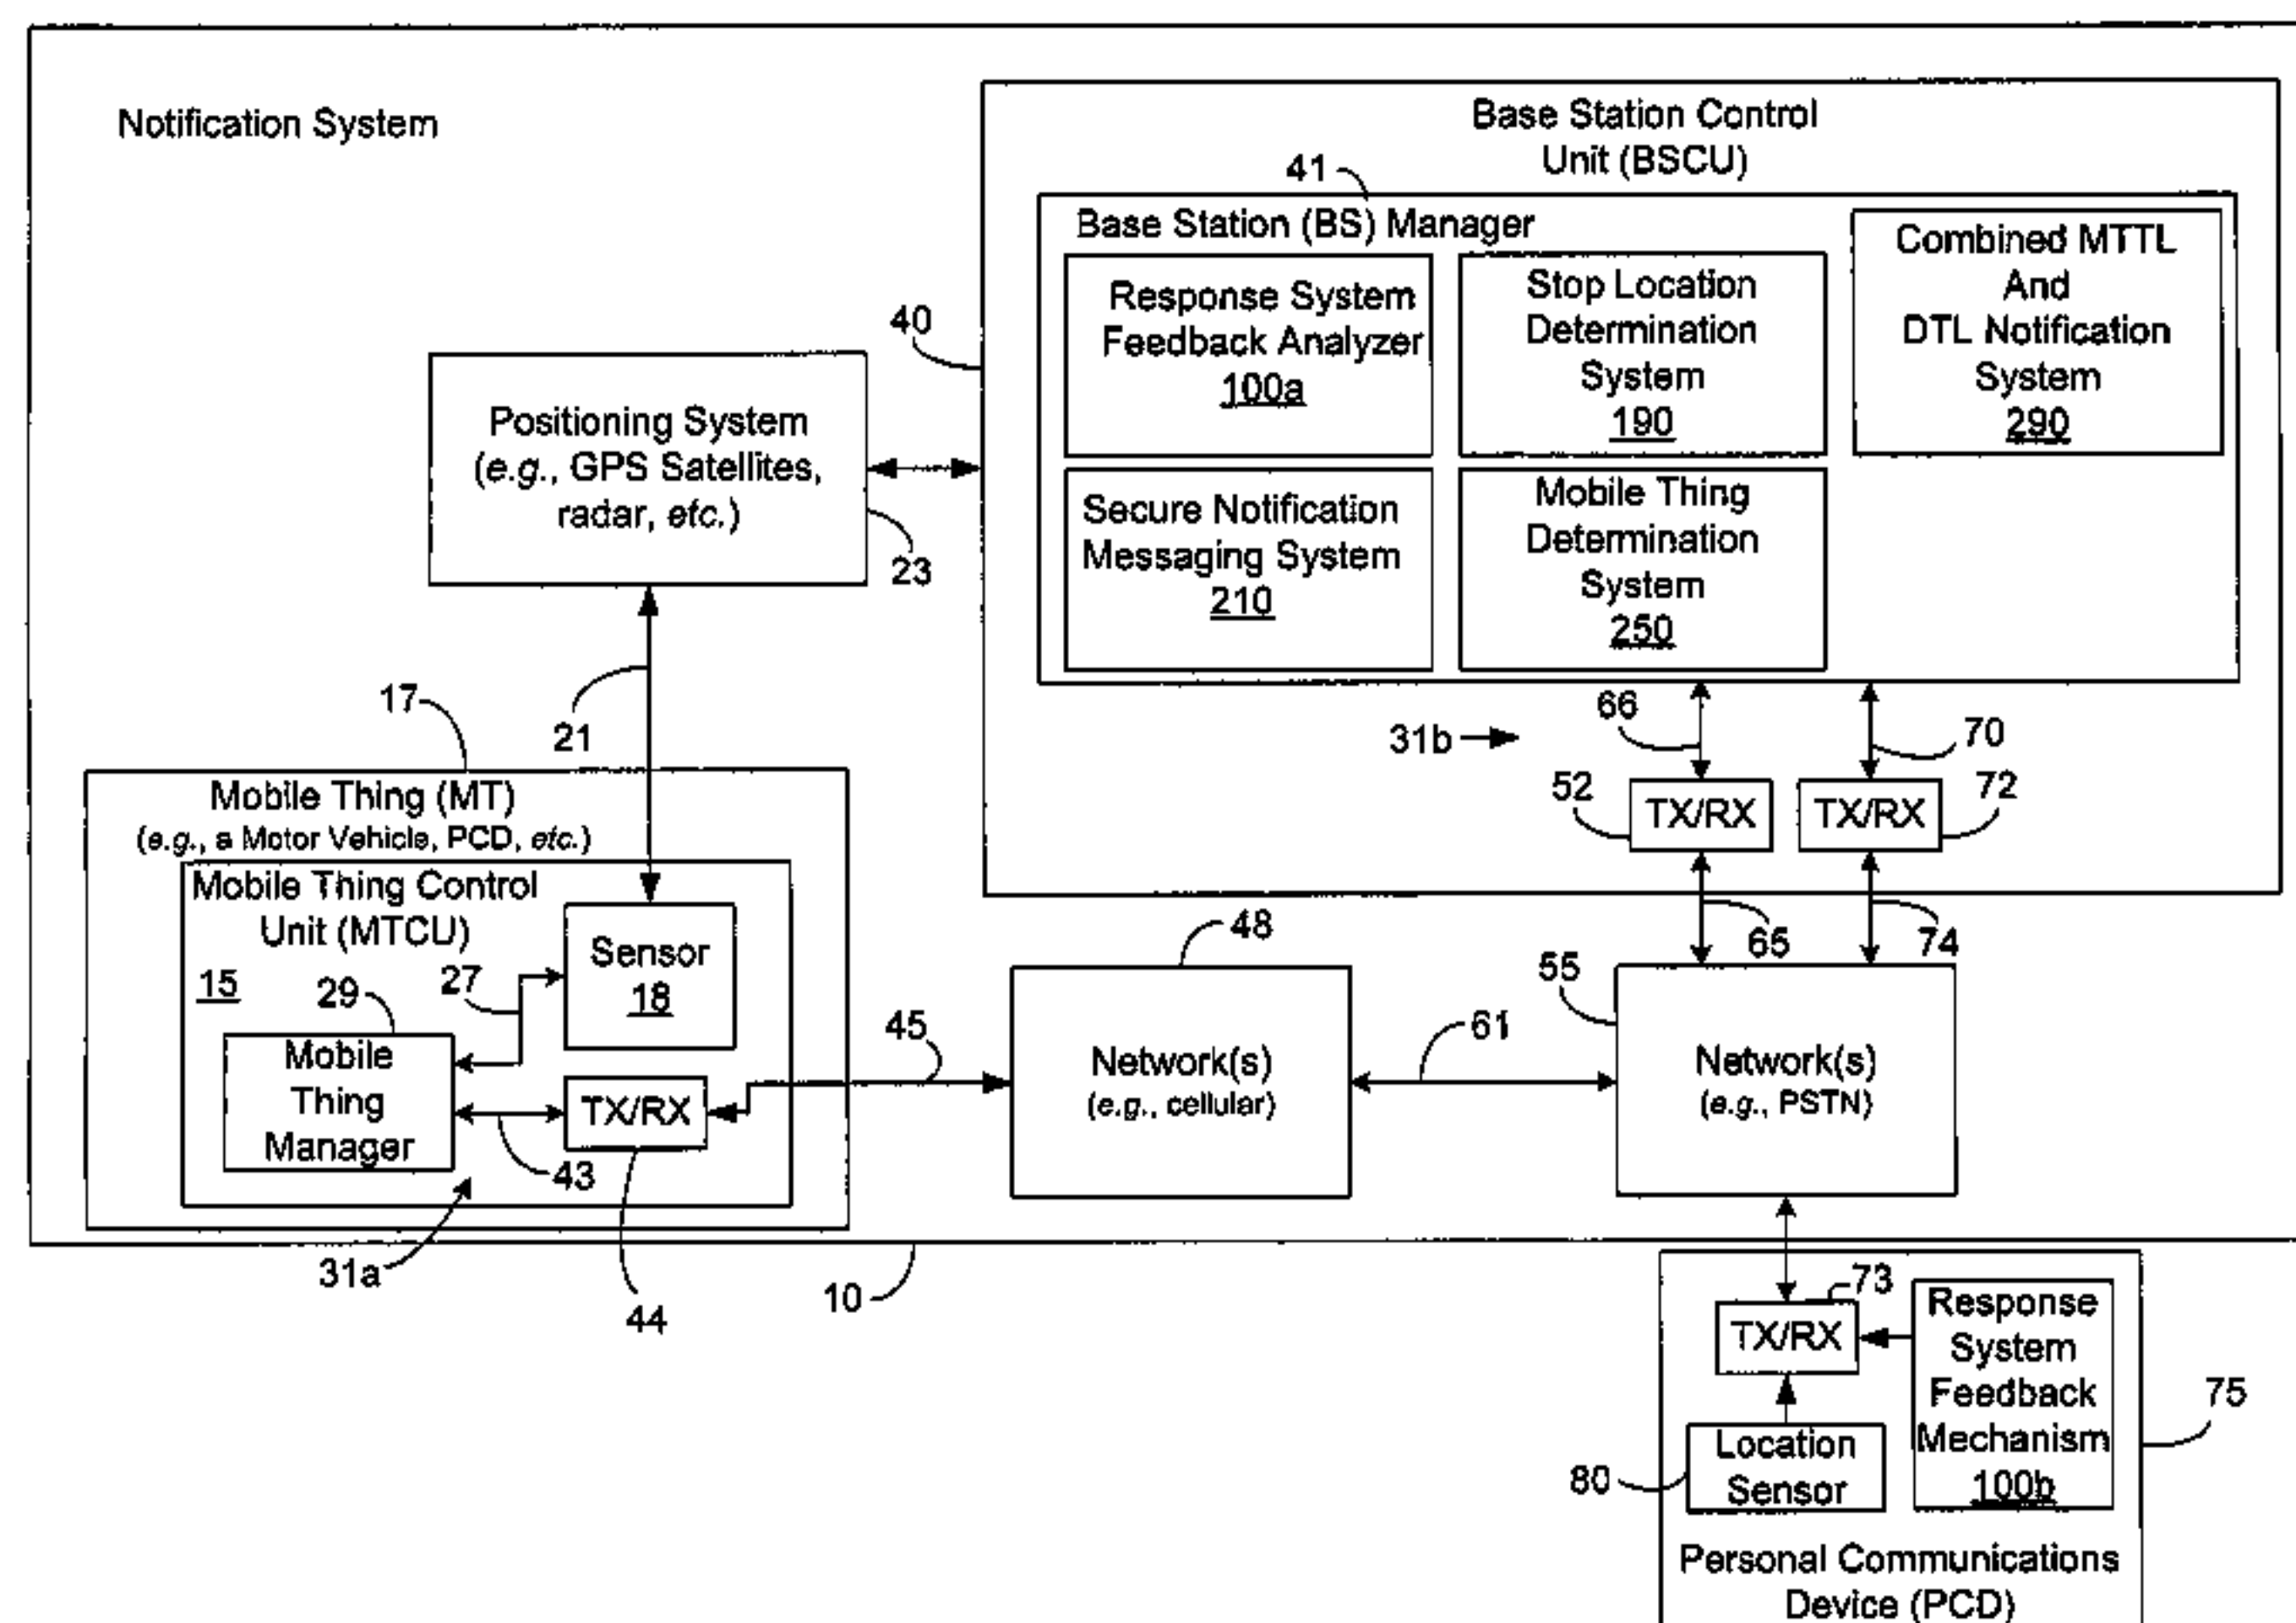 Notification System
Base Station Control
Unit (BSCU)
41
Base Station (BS) Manager
Response System
Feedback Analyzer
100a
Stop Location
Determination
System
190
Combined MTTL
And
DTL Notification
System
290
Secure Notification
Messaging System
210
Mobile Thing
Determination
System
250
40
Positioning System
(e.g., GPS Satellites,
radar, etc.)
23
21
17
66
31b
70
52
TX/RX
TX/RX
72
65
74
Mobile Thing (MT)
(e.g., a Motor Vehicle, PCD, etc.)
Mobile Thing Control
Unit (MTCU)
15
29
27
Sensor
18
Mobile
Thing
Manager
TX/RX
43
45
48
Network(s)
(e.g., cellular)
61
55
Network(s)
(e.g., PSTN)
31a
44
10
73
TX/RX
Response
System
Feedback
Mechanism
100b
75
80
Location
Sensor
Personal Communications
Device (PCD)